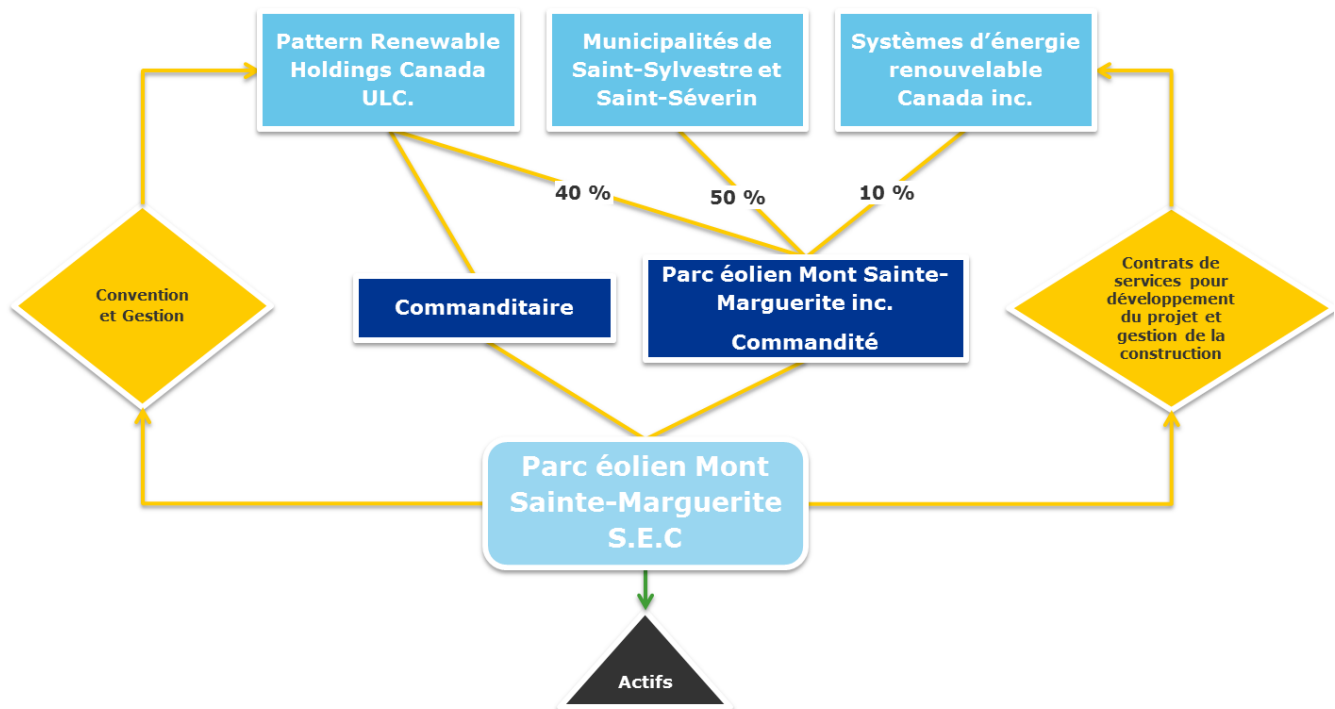 Pattern Renewable
Holdings Canada
ULC.
Municipalités de
Saint-Sylvestre et
Saint-Séverin
Systèmes d’énergie
renouvelable
Canada inc.
40 %
50 %
10 %
Convention
et Gestion
Commanditaire
Parc éolien Mont Sainte-
Marguerite inc.
Commandité
Contrats de
services pour
développement
du projet et
gestion de la
construction
Parc éolien Mont
Sainte-Marguerite
S.E.C
Actifs